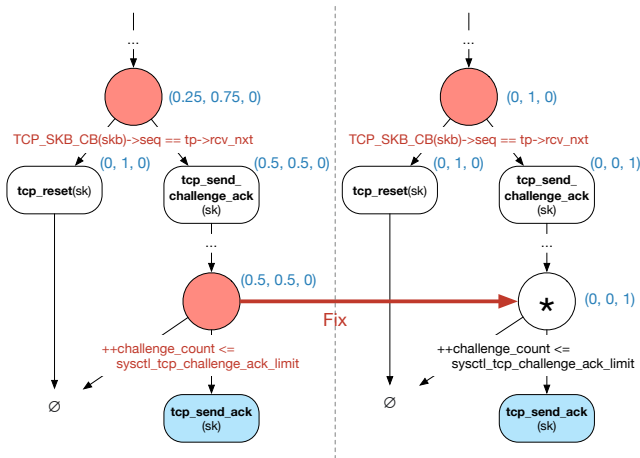 ...
(0.25, 0.75, 0)
TCP_SKB_CB(skb)->seq == tp->rcv_nxt
(0, 1, 0)
(0.5, 0.5, 0)
tcp_reset(sk)
tcp_send_
challenge_ack
(sk)
...
(0.5, 0.5, 0)
++challenge_count <=
sysctl_tcp_challenge_ack_limit
∅
tcp_send_ack
(sk)
Fix
...
(0, 1, 0)
TCP_SKB_CB(skb)->seq == tp->rcv_nxt
(0, 1, 0)
(0, 0, 1)
tcp_reset(sk)
tcp_send_
challenge_ack
(sk)
...
*
(0, 0, 1)
++challenge_count <=
sysctl_tcp_challenge_ack_limit
∅
tcp_send_ack
(sk)